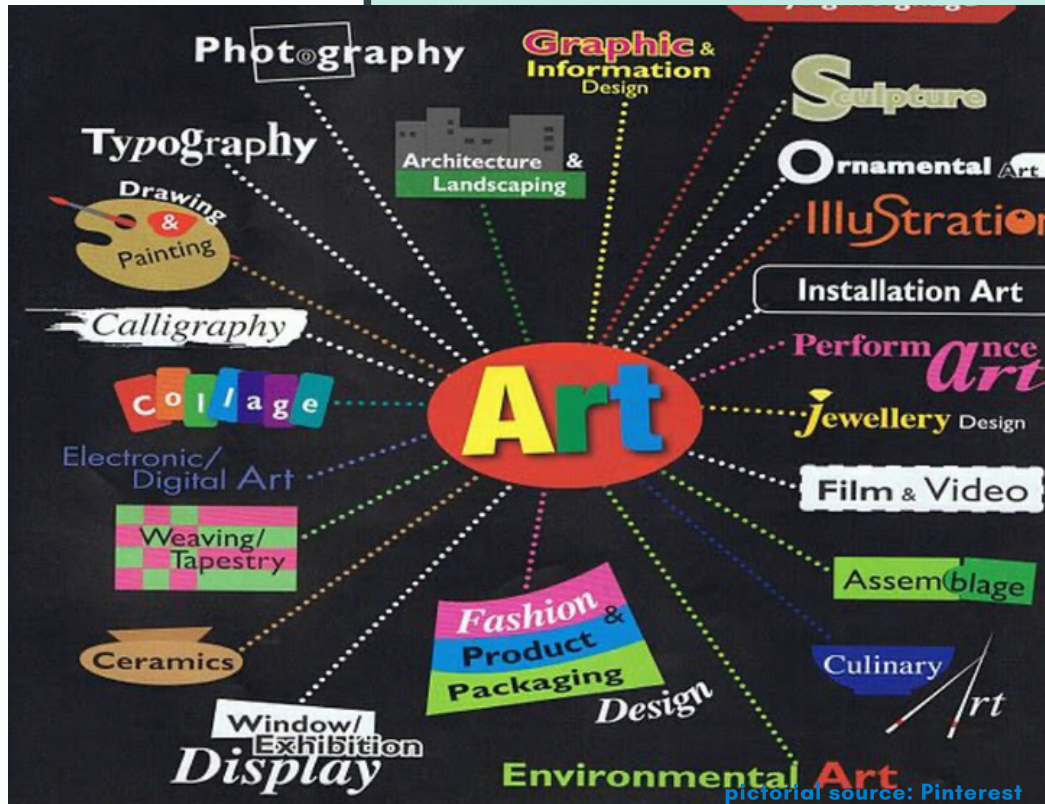 Photography
Graphic &
Information
Design
Sculpture
Typography
Architecture &
Landscaping
Ornamental Art
Drawing
&
Painting
Illustration
Installation Art
Calligraphy
Performance
art
Art
Collage
Jewellery Design
Electronic/
Digital Art
Film & Video
Weaving/
Tapestry
Assemblage
Fashion &
Product
Packaging
Design
Ceramics
Culinary
Art
Window/
Exhibition
Display
Environmental Art
pictorial source: Pinterest